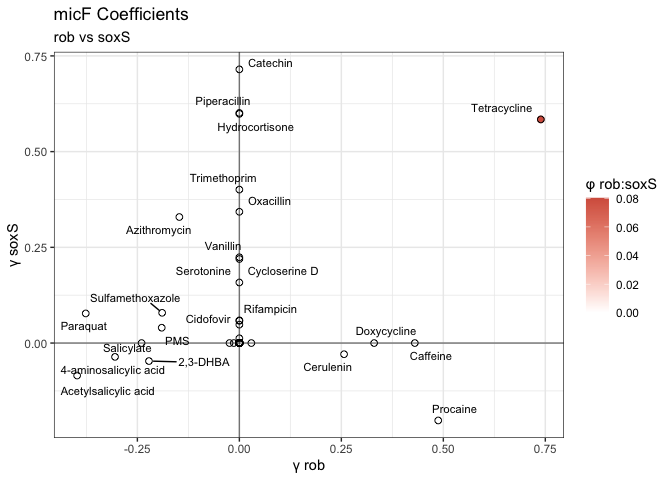 micF Coefficients
rob vs soxS
0.75
Catechin
Piperacillin
Tetracycline
Hydrocortisone
0.50
Trimethoprim
Oxacillin
Azithromycin
Vanillin
0.25
Serotonine
Cycloserine D
Sulfamethoxazole
Rifampicin
Cidofovir
Paraquat
PMS
Doxycycline
0.00
Salicylate
2,3-DHBA
Caffeine
Cerulenin
4-aminosalicylic acid
Acetylsalicylic acid
Procaine
-0.25
0.00
0.25
0.50
0.75
γ rob
γ soxS
φ rob:soxS
0.08
0.06
0.04
0.02
0.00